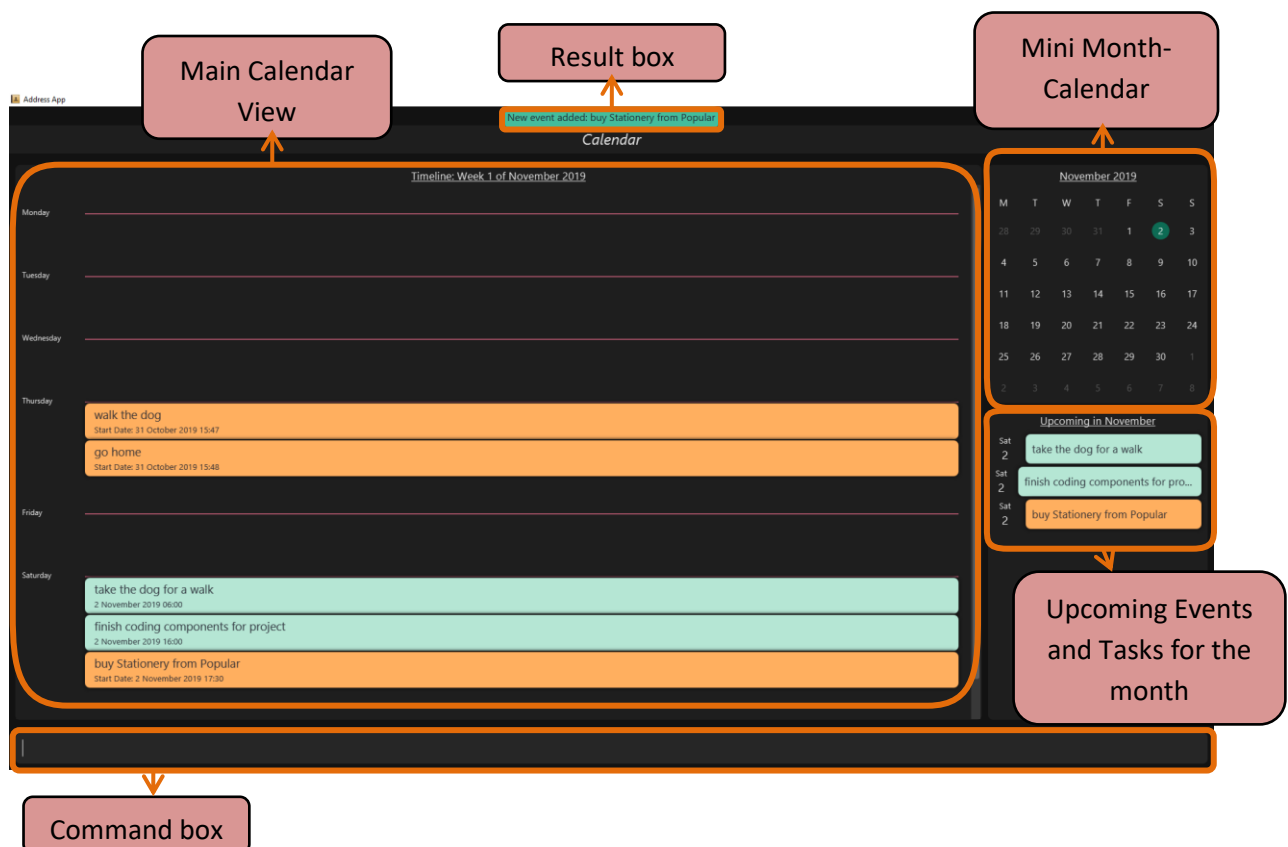 Main Calendar
View
Result box
Mini Month-
Calendar
Address App
New event added: buy Stationery from Popular
Calendar
Timeline: Week 1 of November 2019
Monday
Tuesday
Wednesday
Thursday
walk the dog
Start Date: 31 October 2019 15:47
go home
Start Date: 31 October 2019 15:48
Friday
Saturday
take the dog for a walk
2 November 2019 06:00
finish coding components for project
2 November 2019 16:00
buy Stationery from Popular
Start Date: 2 November 2019 17:30
November 2019
M T W T F S S
28 29 30 31 1 2 3
4 5 6 7 8 9 10
11 12 13 14 15 16 17
18 19 20 21 22 23 24
25 26 27 28 29 30 1
2 3 4 5 6 7 8
Upcoming in November
Sat
2
take the dog for a walk
Sat
2
finish coding components for pro...
Sat
2
buy Stationery from Popular
Upcoming Events
and Tasks for the
month
Command box